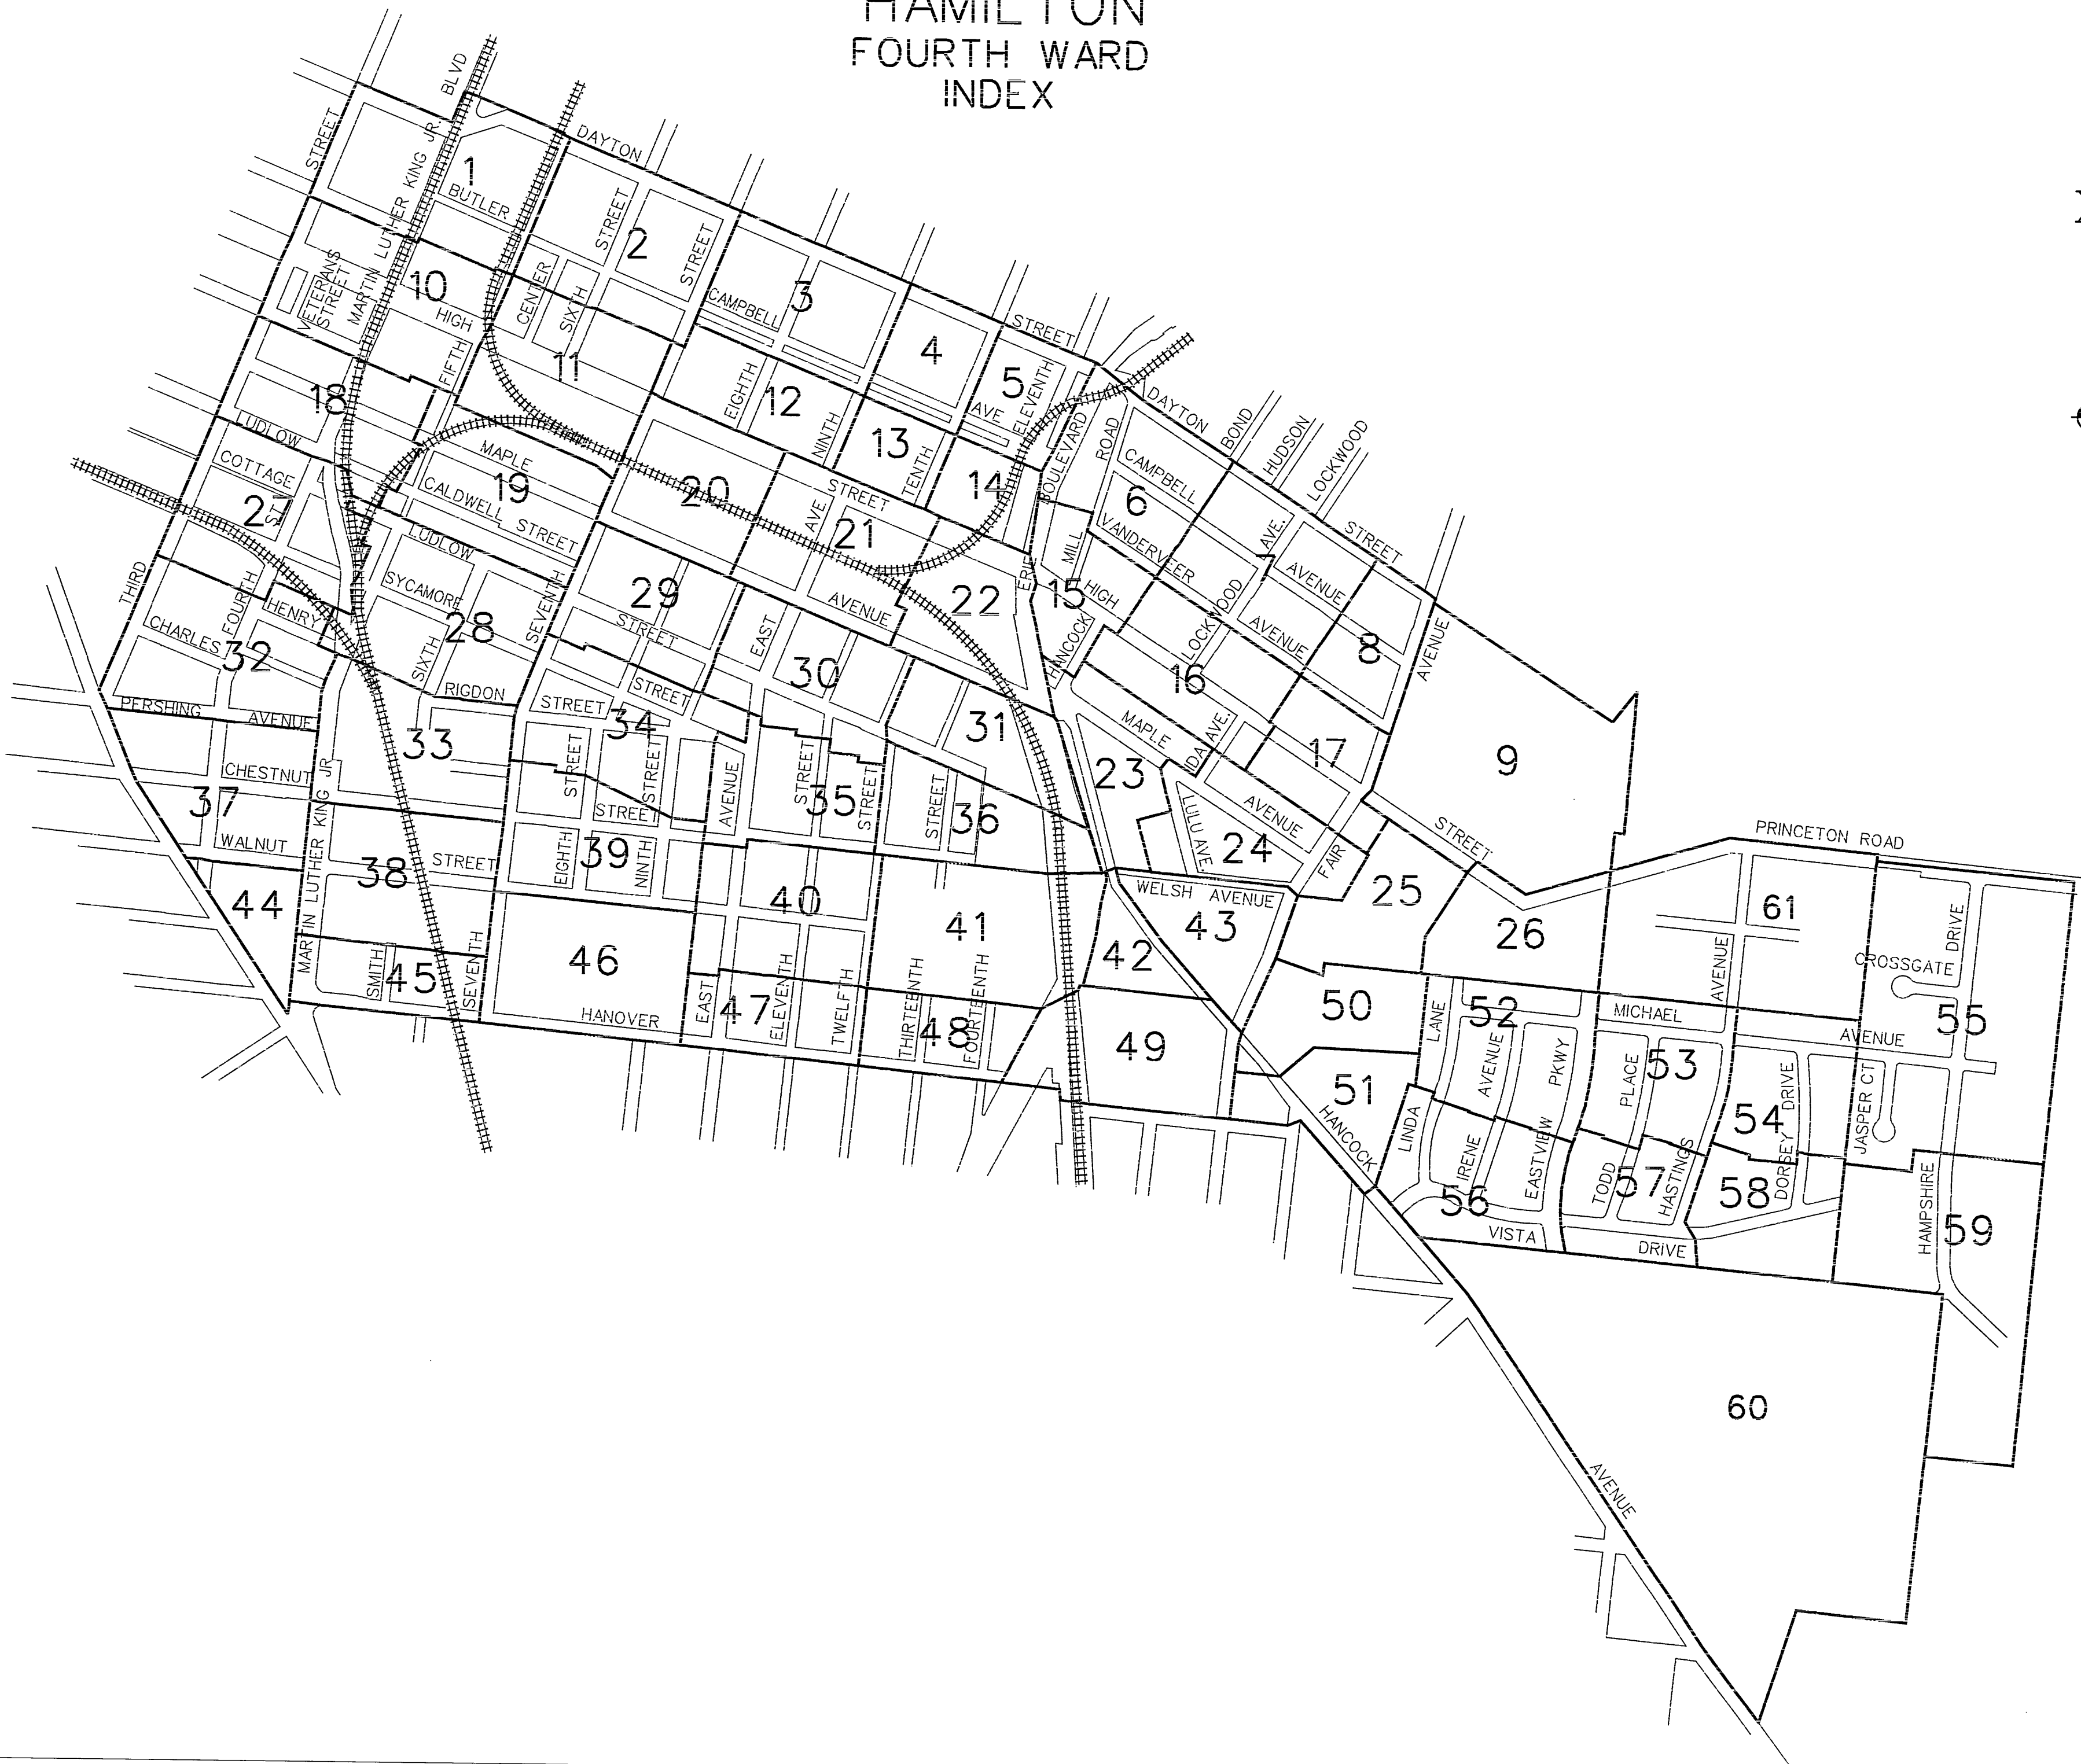 HAMILTON
FOURTH WARD
INDEX
BLVD
DAYTON
STREET
MARTIN LUTHER KING JR.
1
BUTLER
STREET
2
STREET
VETERANS
STREET
10
HIGH
CENTER
SIXTH
CAMPBELL
3
STREET
4
5
ELEVENTH
AVE
11
FIFTH
18
EIGHTH
12
NINTH
13
TENTH
14
BOULEVARD
ROAD
DAYTON
BOND
HUDSON
LOCKWOOD
LUDLOW
COTTAGE
27
ST.
MAPLE
19
CALDWELL
STREET
20
AVE.
STREET
21
CAMPBELL
6
VANDERVEER
AVE.
STREET
7
AVENUE
LUDLOW
SYCAMORE
28
SEVENTH
29
STREET
EAST
AVENUE
22
ERIE
MILL
15
HIGH
LOCKWOOD
AVENUE
8
AVENUE
THIRD
CHARLES
FOURTH
HENRY
32
SIXTH
RIGDON
30
HANCOCK
16
PERSHING
AVENUE
33
STREET
STREET
34
31
MAPLE
IDA AVE.
17
9
CHESTNUT
37
WALNUT
MARTIN LUTHER KING JR
STREET
STREET
STREET
AVENUE
STREET
35
STREET
STREET
36
23
LULU AVE
AVENUE
24
FAIR
STREET
PRINCETON ROAD
38
STREET
EIGHTH
39
NINTH
40
41
WELSH AVENUE
43
25
26
61
44
SMITH
45
SEVENTH
46
HANOVER
EAST
47
ELEVENTH
TWELFTH
THIRTEENTH
48
FOURTEENTH
42
49
50
LANE
52
MICHAEL
AVENUE
CROSSGATE
DRIVE
55
AVENUE
51
HANCOCK
LINDA
AVENUE
PKWY
PLACE
53
54
DRIVE
JASPER CT
IRENE
56
EASTVIEW
TODD
57
HASTINGS
58
DORSEY
HAMPSHIRE
59
VISTA
DRIVE
60
AVENUE